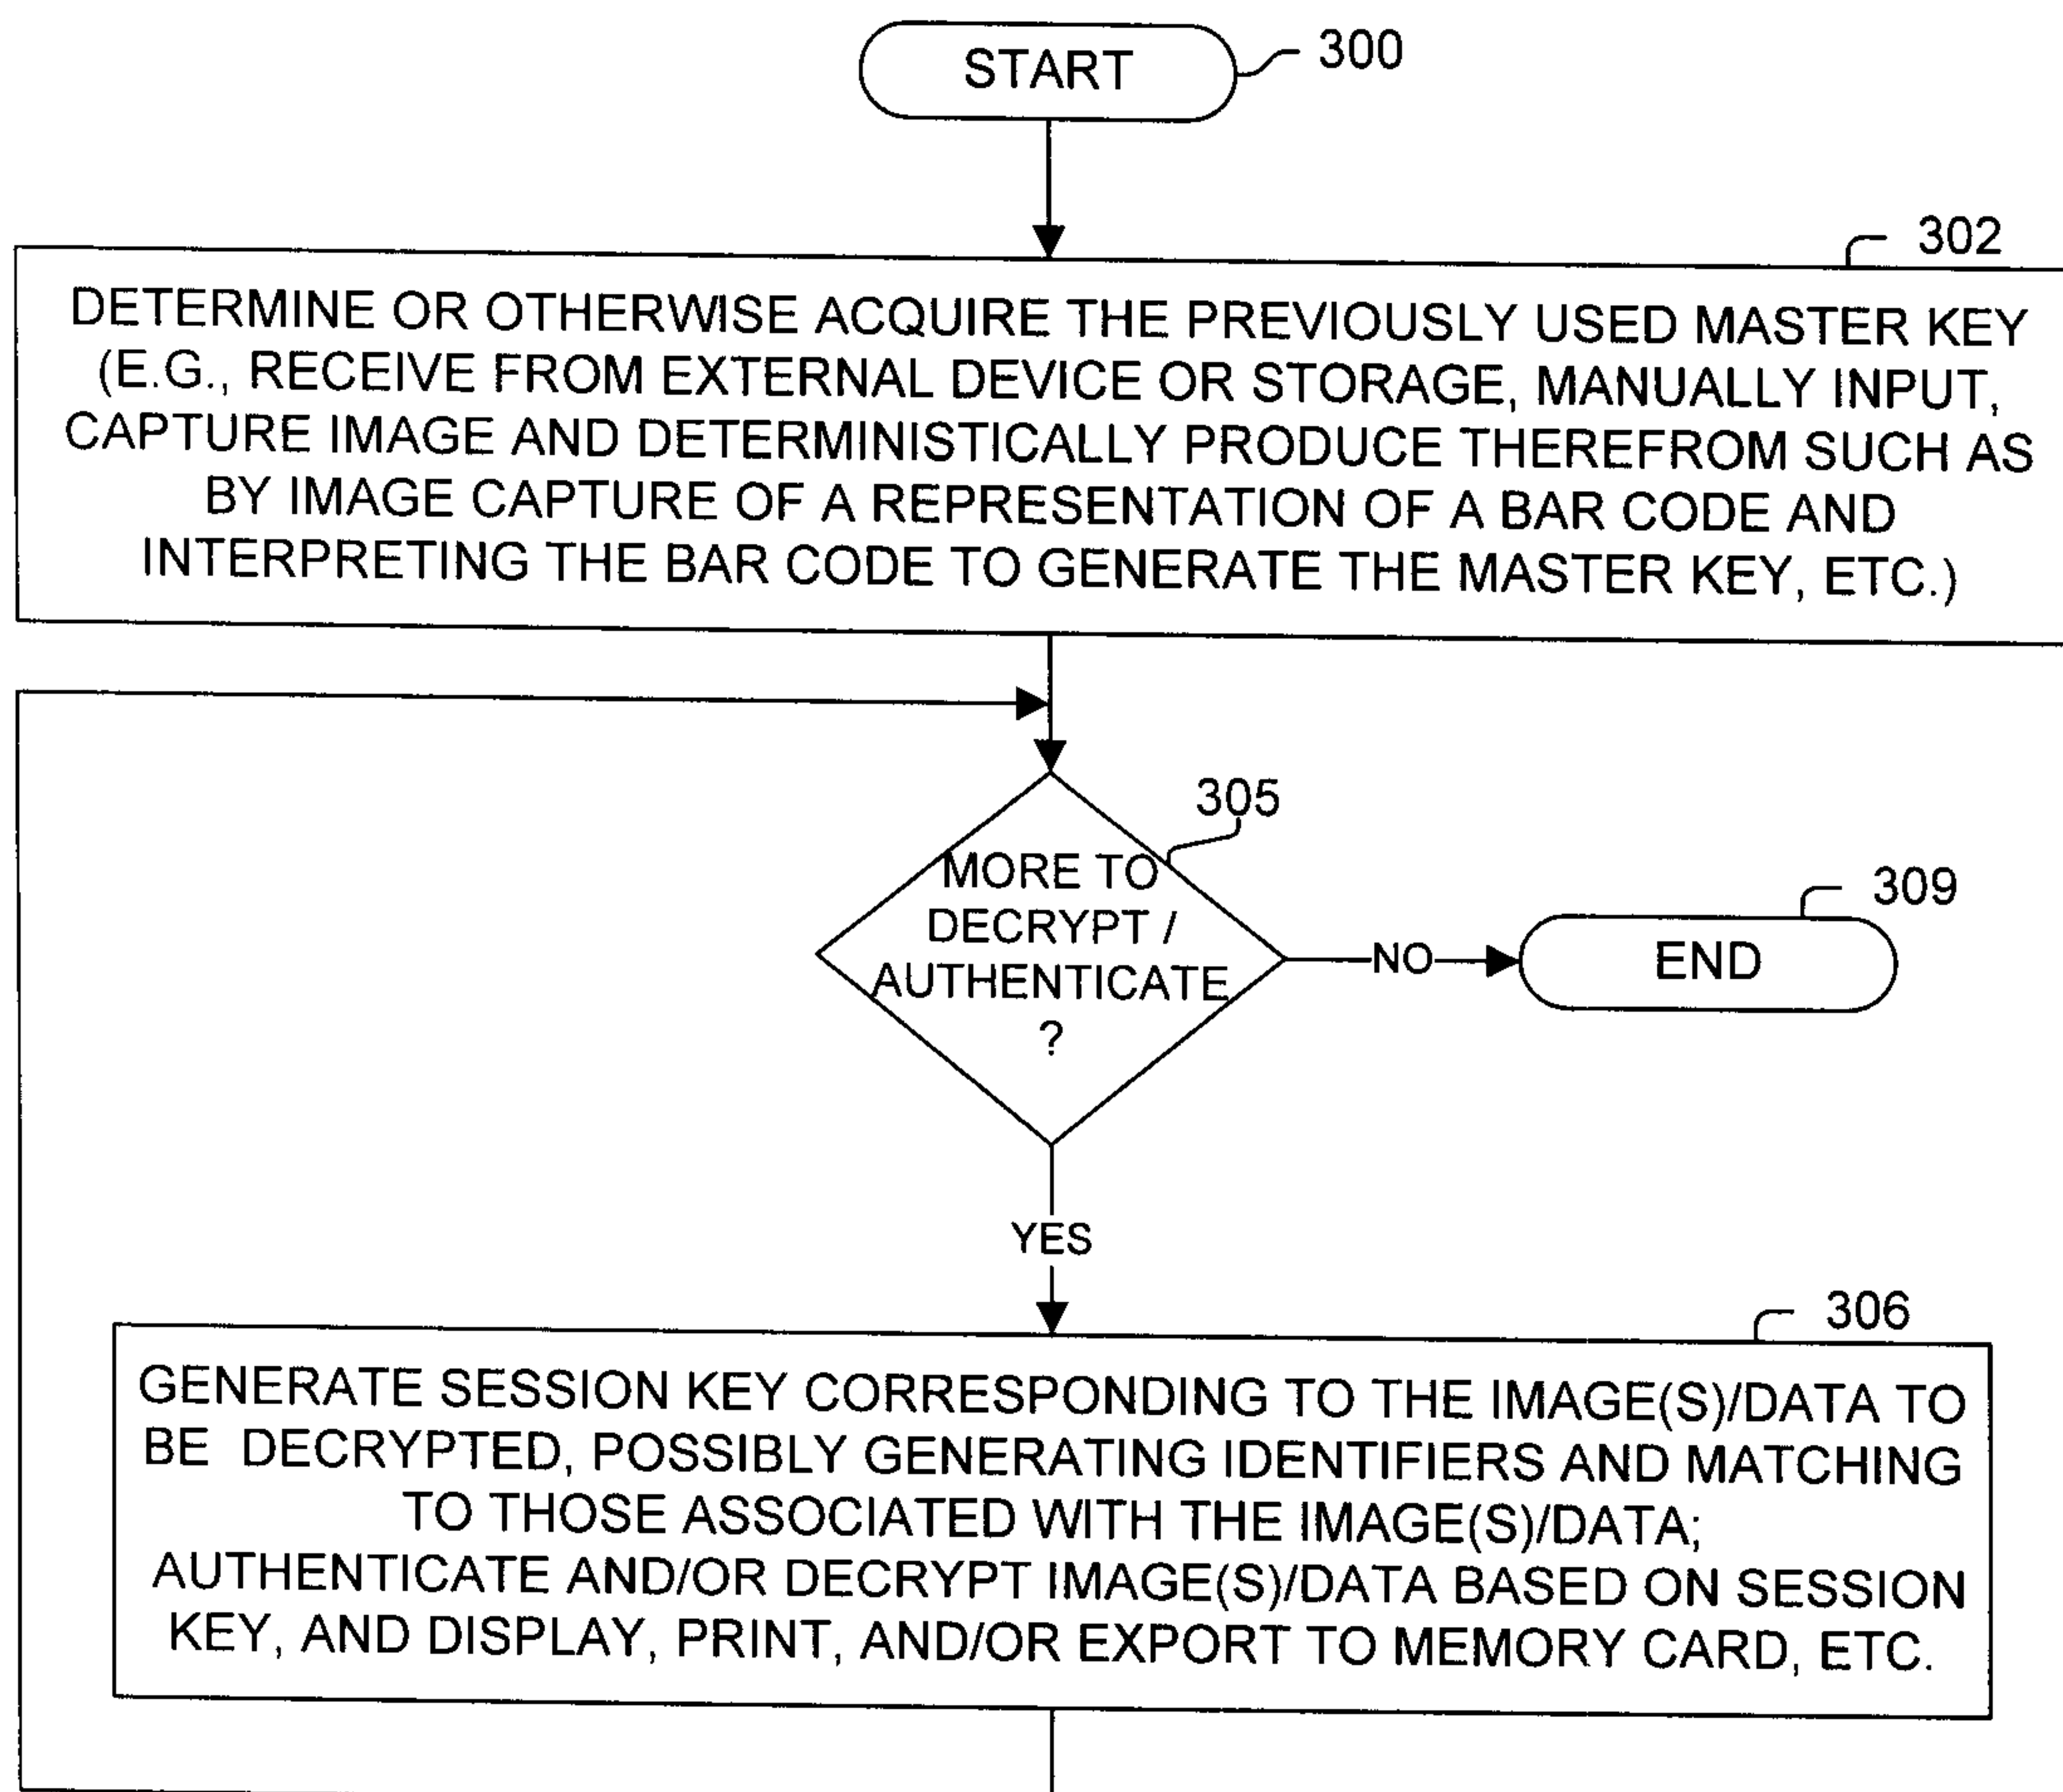 START
300
302
DETERMINE OR OTHERWISE ACQUIRE THE PREVIOUSLY USED MASTER KEY
(E.G., RECEIVE FROM EXTERNAL DEVICE OR STORAGE, MANUALLY INPUT,
CAPTURE IMAGE AND DETERMINISTICALLY PRODUCE THEREFROM SUCH AS
BY IMAGE CAPTURE OF A REPRESENTATION OF A BAR CODE AND
INTERPRETING THE BAR CODE TO GENERATE THE MASTER KEY, ETC.)
305
MORE TO
DECRYPT /
AUTHENTICATE
?
NO
309
END
YES
306
GENERATE SESSION KEY CORRESPONDING TO THE IMAGE(S)/DATA TO
BE DECRYPTED, POSSIBLY GENERATING IDENTIFIERS AND MATCHING
TO THOSE ASSOCIATED WITH THE IMAGE(S)/DATA;
AUTHENTICATE AND/OR DECRYPT IMAGE(S)/DATA BASED ON SESSION
KEY, AND DISPLAY, PRINT, AND/OR EXPORT TO MEMORY CARD, ETC.